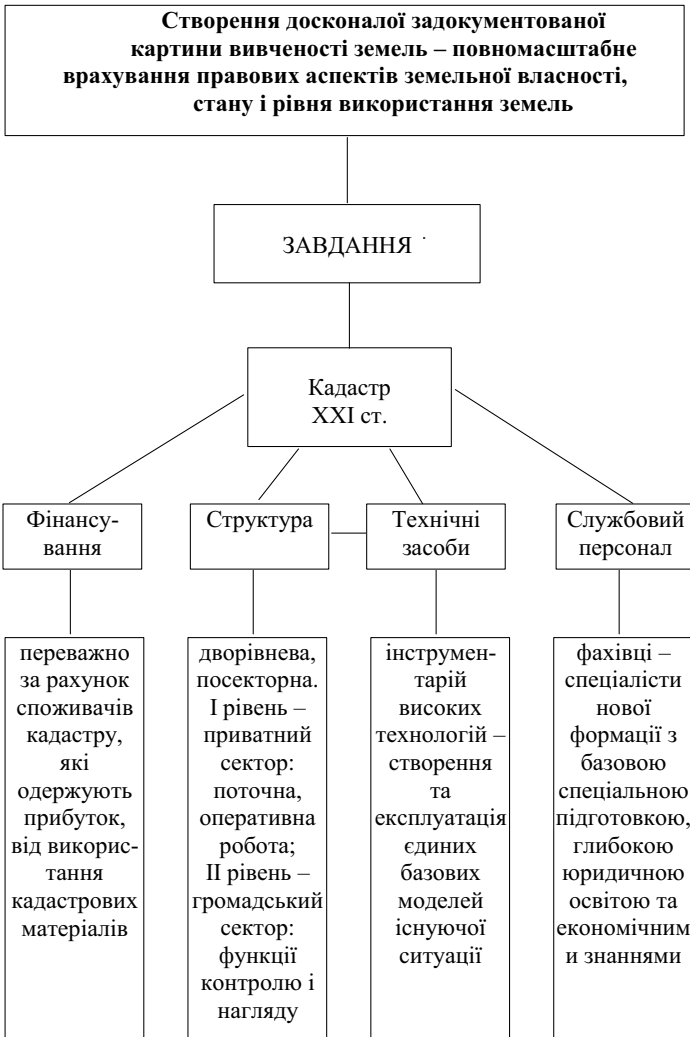 Створення досконалої задокументованої
картини вивченості земель – повномасштабне
врахування правових аспектів земельної власності,
стану і рівня використання земель
ЗАВДАННЯ
Кадастр
XXI ст.
Фінансу-
вання
Структура
Технічні
засоби
Службовий
персонал
переважно
за рахунок
споживачів
кадастру,
які
одержують
прибуток,
від викорис-
тання
кадастрових
матеріалів
дворівнева,
посекторна.
I рівень –
приватний
сектор:
поточна,
оперативна
робота;
II рівень –
громадський
сектор:
функції
контролю і
нагляду
інструмен-
тарій
високих
технологій –
створення
та
експлуатація
єдиних
базових
моделей
існуючої
ситуації
фахівці –
спеціалісти
нової
формації з
базовою
спеціальною
підготовкою,
глибокою
юридичною
освітою та
економічним
и знаннями